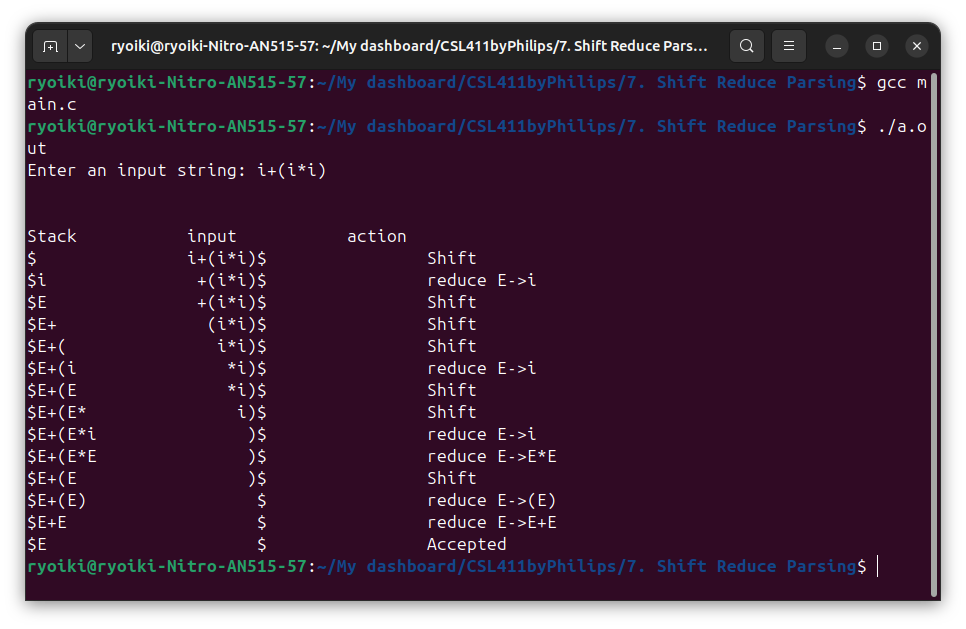 ryoiki@ryoiki-Nitro-AN515-57: ~/My dashboard/CSL411byPhilips/7. Shift Reduce Pars...
ryoiki@ryoiki-Nitro-AN515-57:~/My dashboard/CSL411byPhilips/7. Shift Reduce Parsing$ gcc m
ain.c
ryoiki@ryoiki-Nitro-AN515-57:~/My dashboard/CSL411byPhilips/7. Shift Reduce Parsing$ ./a.o
ut
Enter an input string: i+(i*i)
Stack           input           action
$               i+(i*i)$                Shift
$i               +(i*i)$                reduce E->i
$E               +(i*i)$                Shift
$E+               (i*i)$                Shift
$E+(               i*i)$                Shift
$E+(i               *i)$                reduce E->i
$E+(E               *i)$                Shift
$E+(E*               i)$                Shift
$E+(E*i               )$                reduce E->i
$E+(E*E               )$                reduce E->E*E
$E+(E                 )$                Shift
$E+(E)                 $                reduce E->(E)
$E+E                   $                reduce E->E+E
$E                     $                Accepted
ryoiki@ryoiki-Nitro-AN515-57:~/My dashboard/CSL411byPhilips/7. Shift Reduce Parsing$